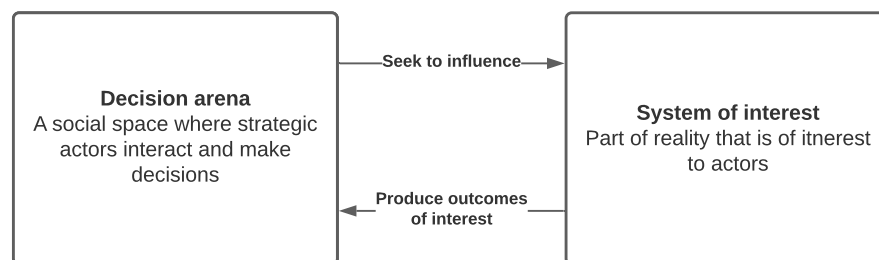 Decision arena
A social space where strategic
actors interact and make
decisions
Seek to influence
System of interest
Part of reality that is of itnerest
to actors
Produce outcomes
of interest